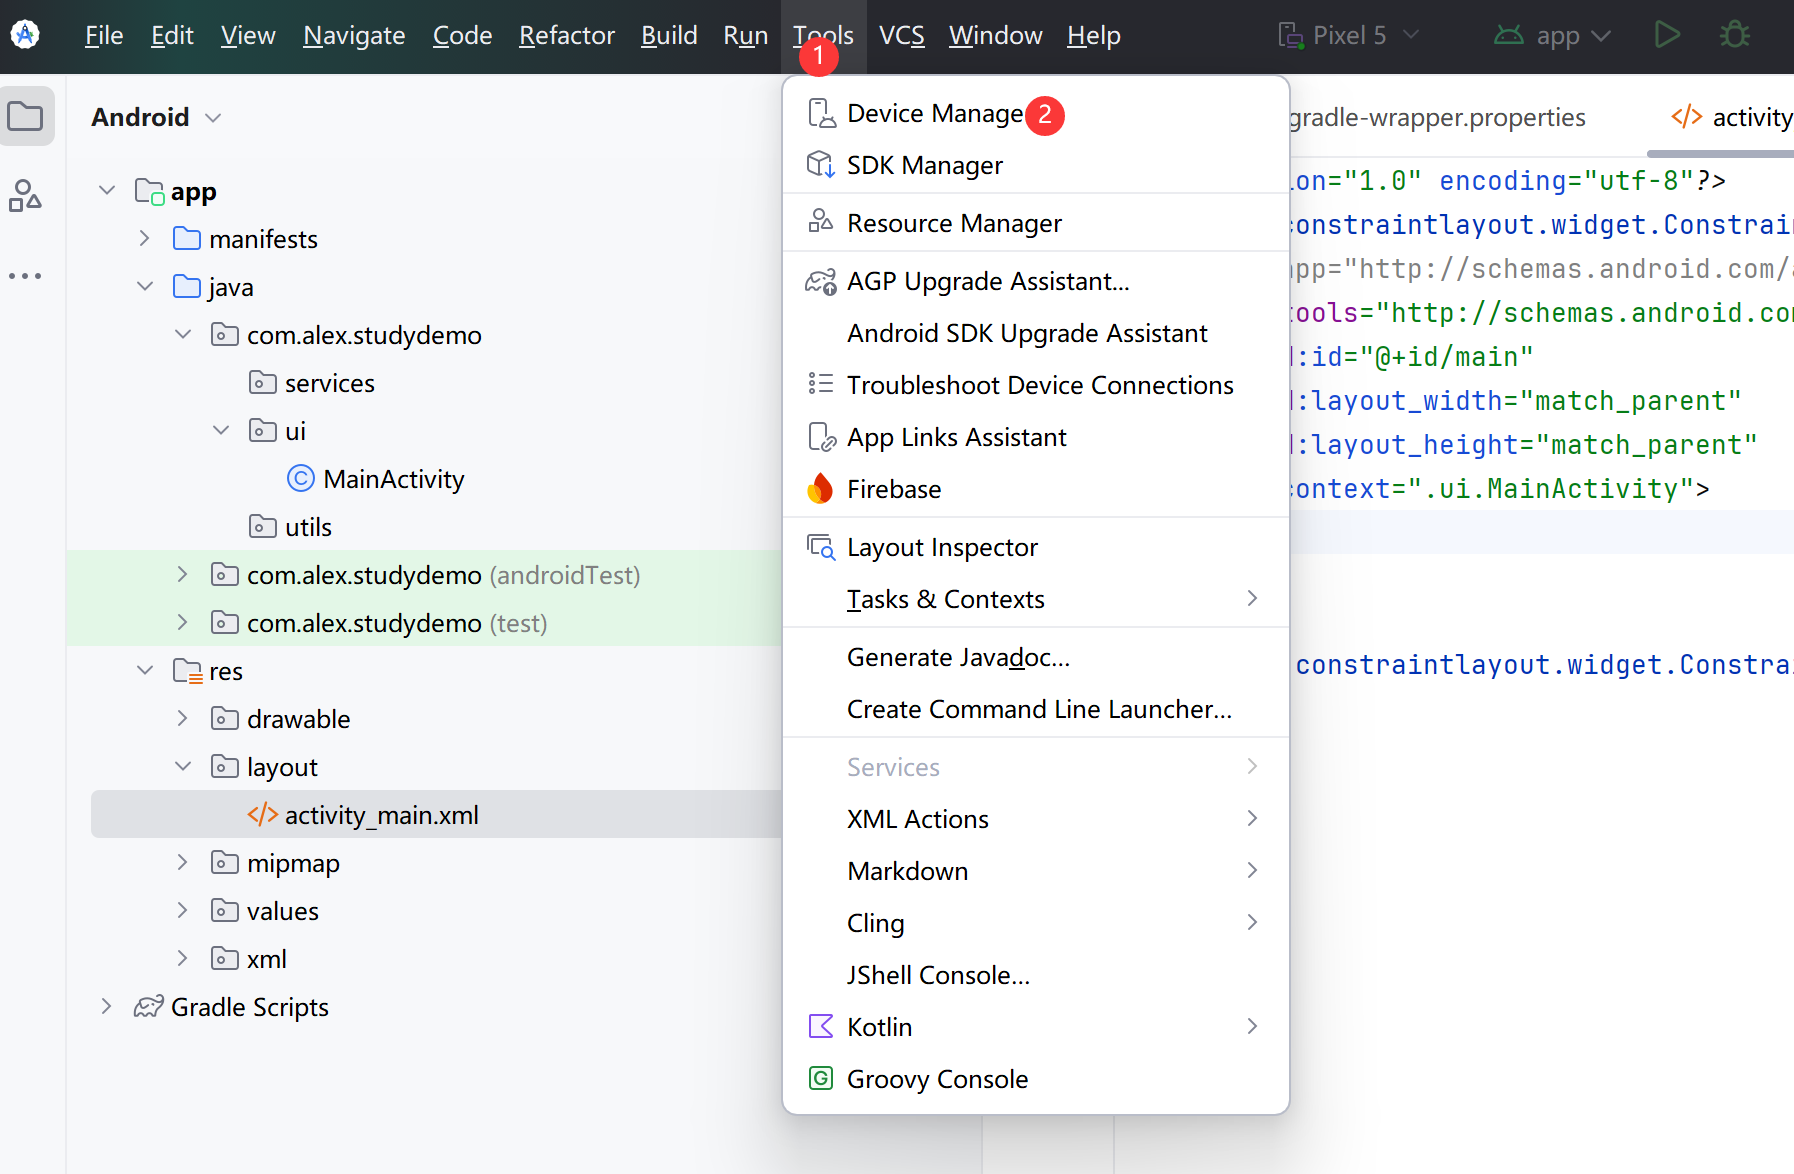 File Edit View Navigate Code Refactor Build Run Tools VCS Window Help Pixel 5 app
1
Android
app
manifests
java
com.alex.studydemo
services
ui
MainActivity
utils
com.alex.studydemo (androidTest)
com.alex.studydemo (test)
res
drawable
layout
activity_main.xml
mipmap
values
xml
Gradle Scripts
Device Manage 2
SDK Manager
Resource Manager
AGP Upgrade Assistant...
Android SDK Upgrade Assistant
Troubleshoot Device Connections
App Links Assistant
Firebase
Layout Inspector
Tasks & Contexts
Generate Javadoc...
Create Command Line Launcher...
Services
XML Actions
Markdown
Cling
JShell Console...
Kotlin
Groovy Console
gradle-wrapper.properties activity
ion="1.0" encoding="utf-8"?>
constraintlayout.widget.Constrain
app="http://schemas.android.com/a
tools="http://schemas.android.com
d:id="@+id/main"
d:layout_width="match_parent"
d:layout_height="match_parent"
context=".ui.MainActivity">
constraintlayout.widget.Constrai